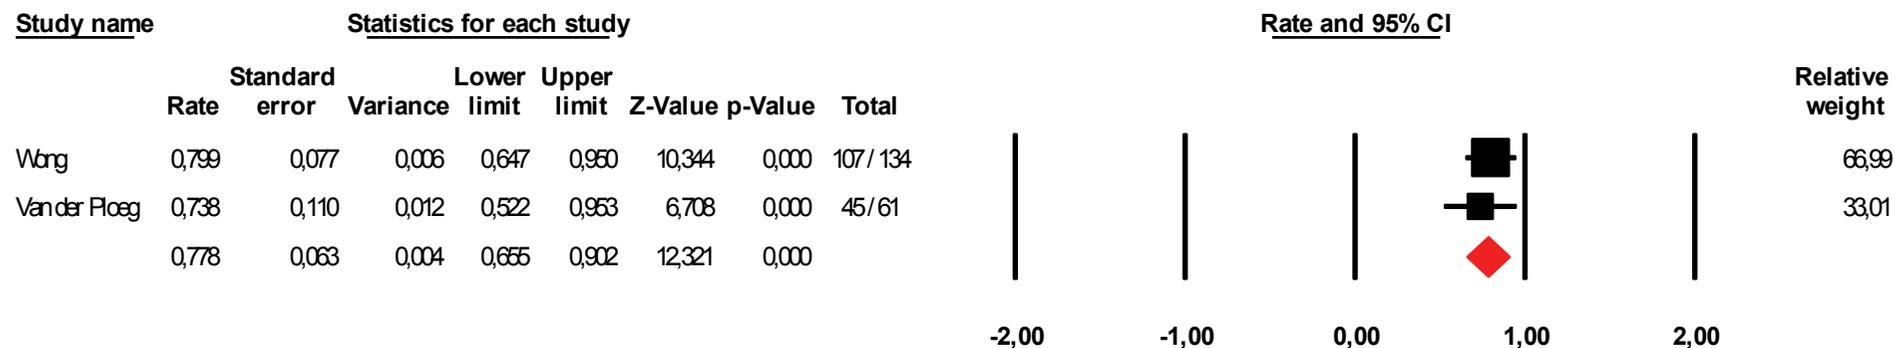 Study name Statistics for each study Rate and 95% CI
Standard Lower Upper Relative
Rate error Variance limit limit Z-Value p-Value Total weight
Wong 0,799 0,077 0,006 0,647 0,950 10,344 0,000 107 / 134 66,99
Van der Ploeg 0,738 0,110 0,012 0,522 0,953 6,708 0,000 45 / 61 33,01
0,778 0,063 0,004 0,655 0,902 12,321 0,000
-2,00 -1,00 0,00 1,00 2,00